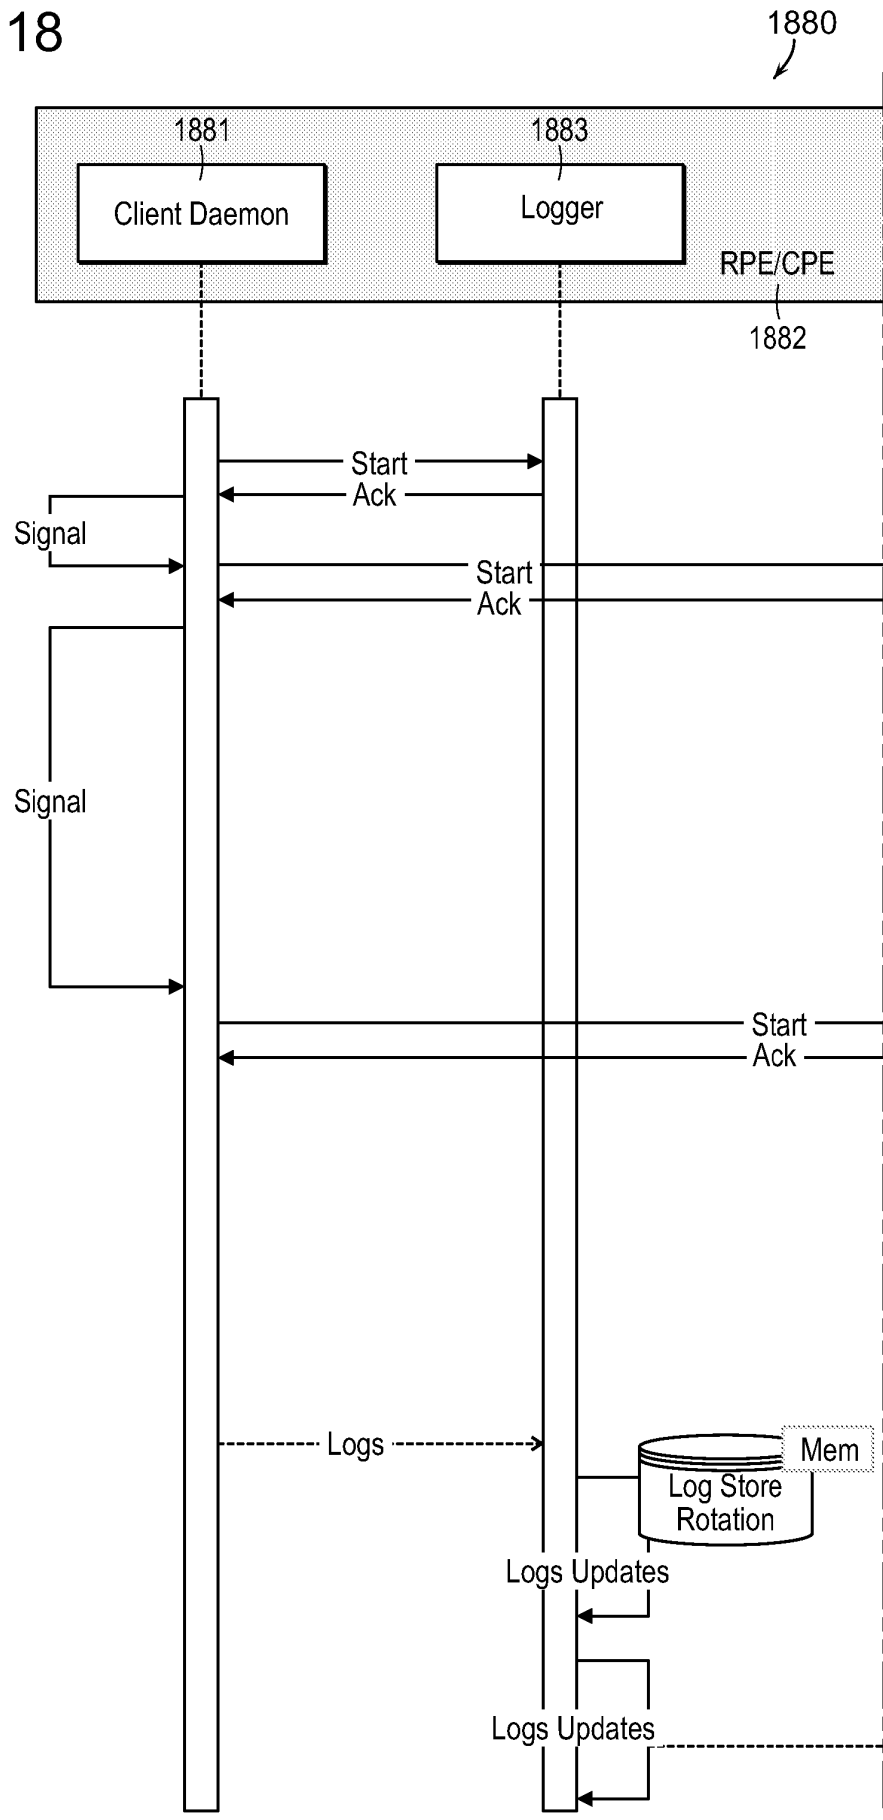 18
1880
1881
1883
Client Daemon
Logger
RPE/CPE
1882
Start
Ack
Signal
Start
Ack
Signal
Start
Ack
Logs
Mem
Log Store
Rotation
Logs Updates
Logs Updates